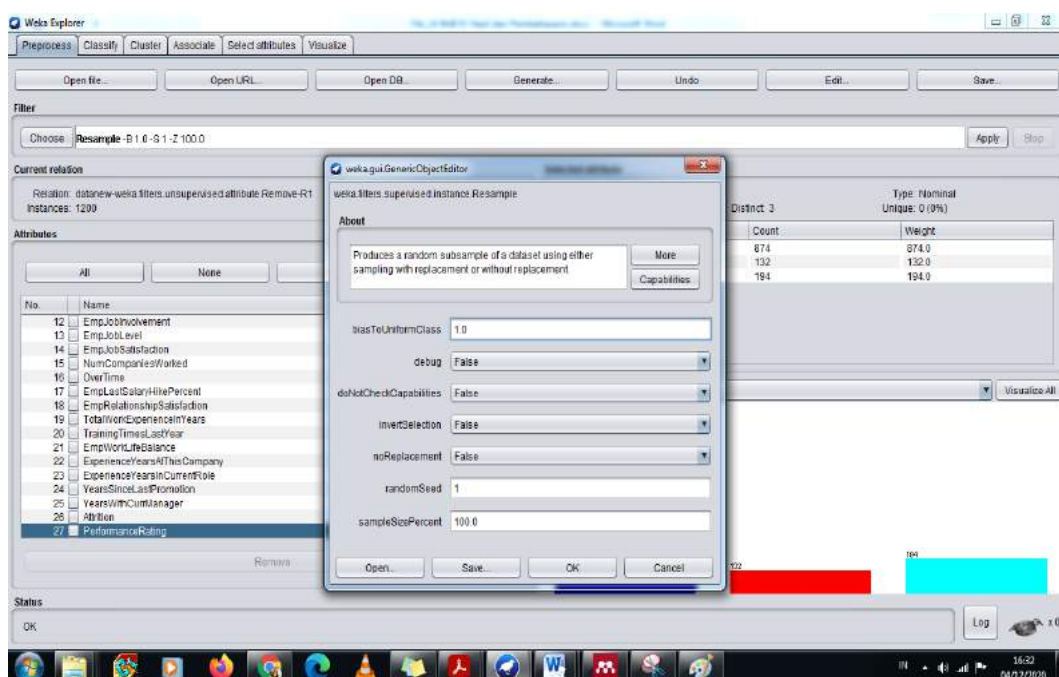 Weka Explorer
Preprocess Classify Cluster Associate Select attributes Visualize
Open file... Open URL... Open DB... Generate... Undo Edit... Save...
Filter
Choose Resample -B 1.0 -S 1 -Z 100.0 Apply Stop
Current relation
Relation: datanew-weka.filters.unsupervised.attribute.Remove-R1
Instances: 1200
Distinct: 3
Type: Nominal
Unique: 0 (0%)
Count Weight
874 874.0
132 132.0
194 194.0
Attributes
All None
No. Name
12 EmpJobInvolvement
13 EmpJobLevel
14 EmpJobSatisfaction
15 NumCompaniesWorked
16 OverTime
17 EmpLastSalaryHikePercent
18 EmpRelationshipSatisfaction
19 TotalWorkExperienceInYears
20 TrainingTimesLastYear
21 EmpWorkLifeBalance
22 ExperienceYearsAtThisCompany
23 ExperienceYearsInCurrentRole
24 YearsSinceLastPromotion
25 YearsWithCurrManager
26 Attrition
27 PerformanceRating
Remove
weka.gui.GenericObjectEditor
weka.filters.supervised.instance.Resample
About
Produces a random subsample of a dataset using either
sampling with replacement or without replacement.
More
Capabilities
biasToUniformClass 1.0
debug False
doNotCheckCapabilities False
invertSelection False
noReplacement False
randomSeed 1
sampleSizePercent 100.0
Open... Save... OK Cancel
Visualize All
132
194
Status
OK
Log x 0
IN
16:32
04/12/2020